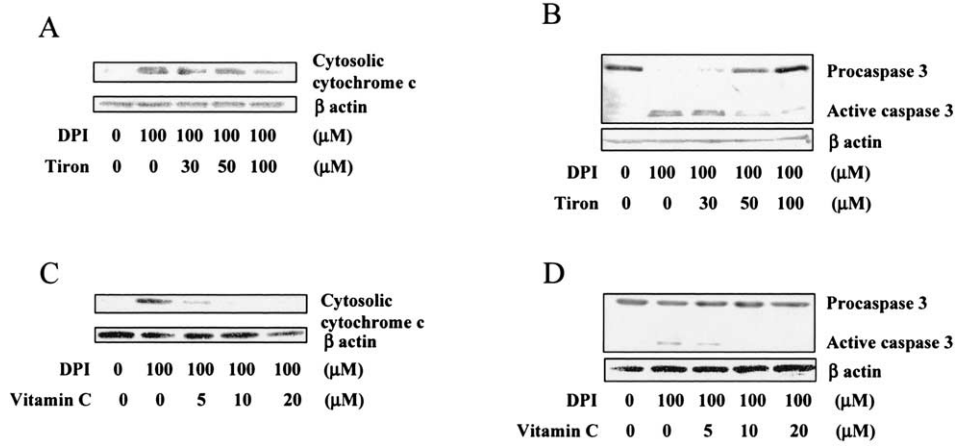 A
Cytosolic
cytochrome c
β actin
DPI 0 100 100 100 100 (μM)
Tiron 0 0 30 50 100 (μM)
B
Procaspase 3
Active caspase 3
β actin
DPI 0 100 100 100 100 (μM)
Tiron 0 0 30 50 100 (μM)
C
Cytosolic
cytochrome c
β actin
DPI 0 100 100 100 100 (μM)
Vitamin C 0 0 5 10 20 (μM)
D
Procaspase 3
Active caspase 3
β actin
DPI 0 100 100 100 100 (μM)
Vitamin C 0 0 5 10 20 (μM)